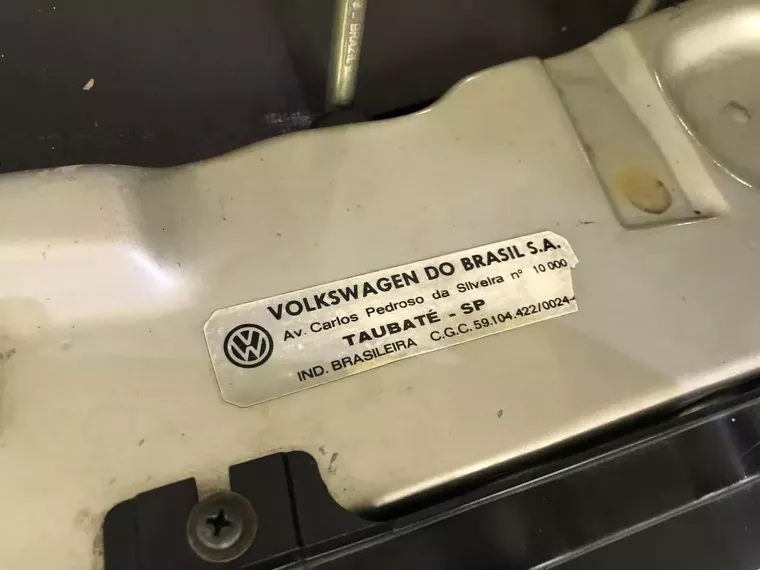 VOLKSWAGEN DO BRASIL S.A.
Av. Carlos Pedroso da Silveira nº 10 000
TAUBATÉ - SP
IND. BRASILEIRA C.G.C. 59.104.422/0024-